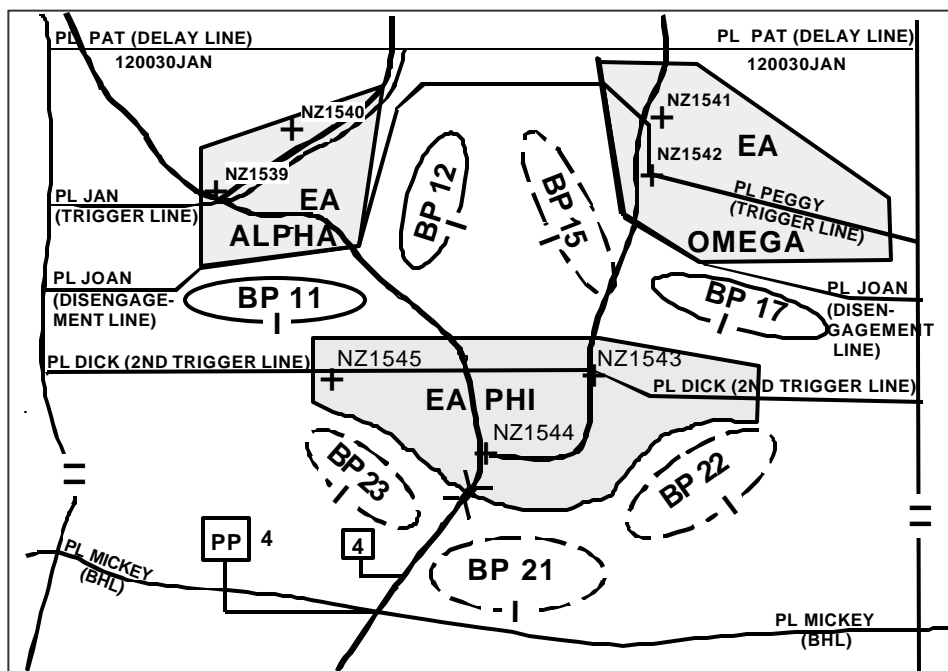 PL PAT (DELAY LINE)
120030JAN
PL PAT (DELAY LINE)
120030JAN
NZ1540
NZ1541
EA
NZ1539
NZ1542
PL JAN
(TRIGGER LINE)
EA
ALPHA
BP 12
I
BP 15
I
PL PEGGY
(TRIGGER LINE)
OMEGA
PL JOAN
(DISENGAGE-
MENT LINE)
BP 11
I
BP 17
I
PL JOAN
(DISEN-
GAGEMENT
LINE)
PL DICK (2ND TRIGGER LINE)
NZ1545
NZ1543
PL DICK (2ND TRIGGER LINE)
EA PHI
NZ1544
BP 23
I
BP 22
I
II
II
PP 4
4
BP 21
I
PL MICKEY
(BHL)
PL MICKEY
(BHL)